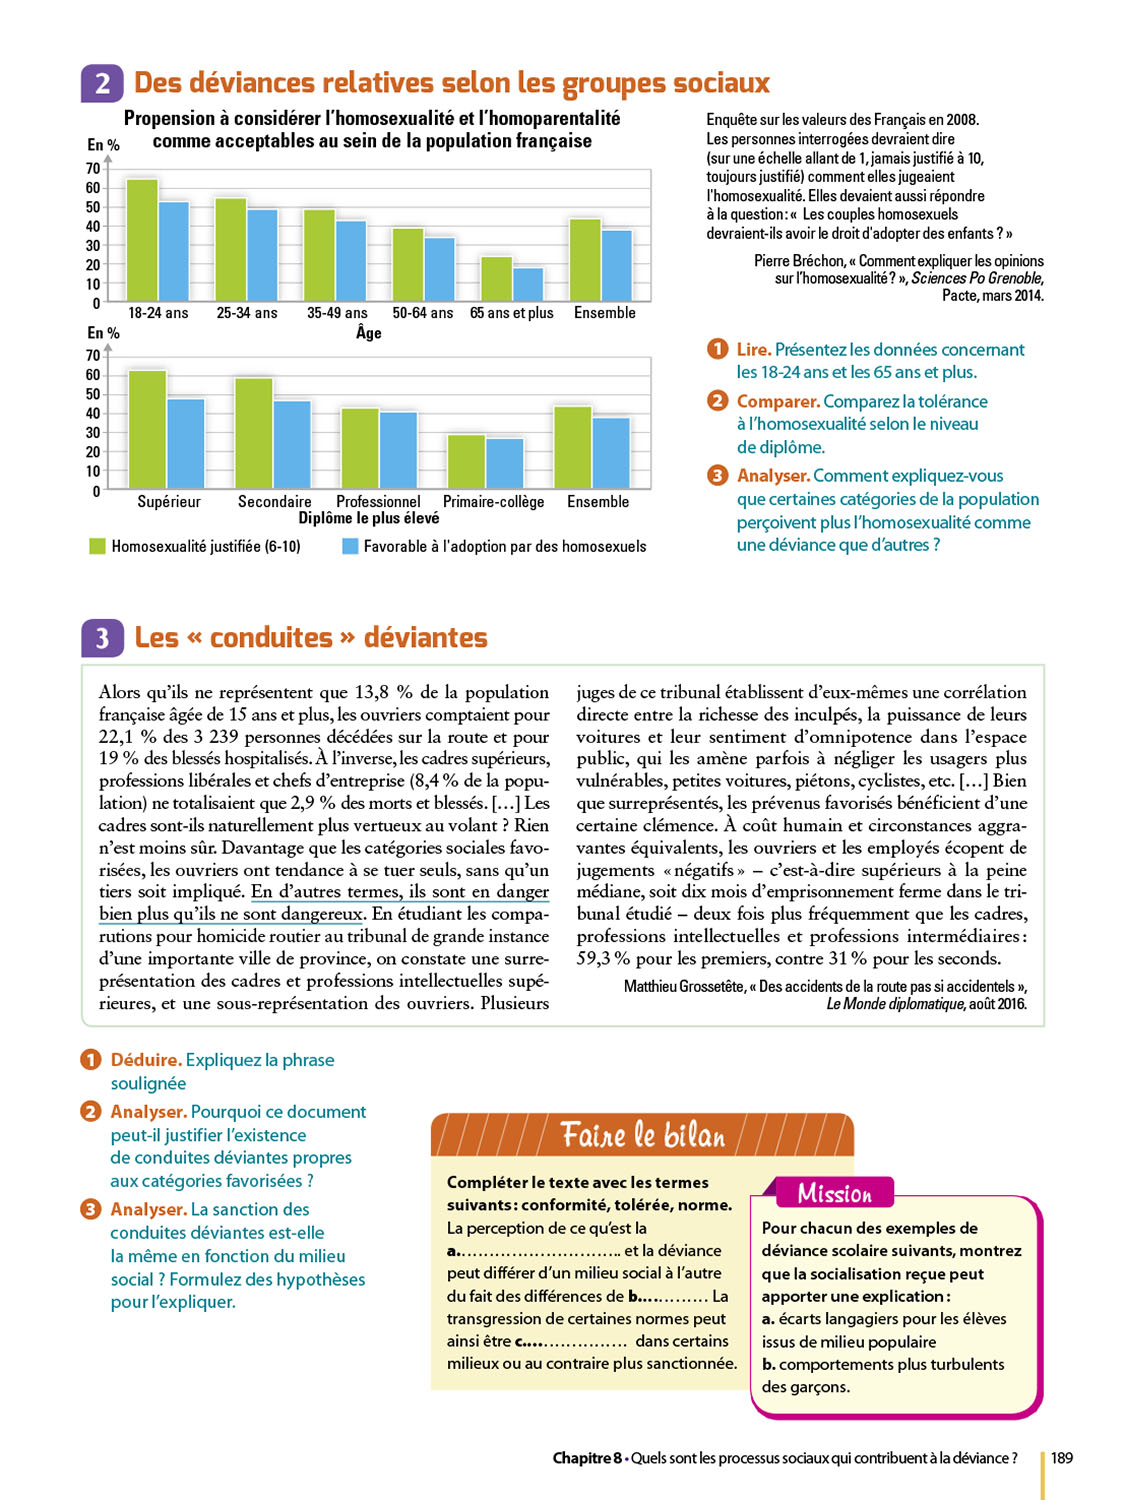 2 Des déviances relatives selon les groupes sociaux
Propension à considérer l'homosexualité et l'homoparentalité
comme acceptables au sein de la population française
En %
70
60
50
40
30
20
10
0
18-24 ans 25-34 ans 35-49 ans 50-64 ans 65 ans et plus Ensemble
Âge
En %
70
60
50
40
30
20
10
0
Supérieur Secondaire Professionnel Primaire-collège Ensemble
Diplôme le plus élevé
Homosexualité justifiée (6-10) Favorable à l'adoption par des homosexuels
Enquête sur les valeurs des Français en 2008.
Les personnes interrogées devraient dire
(sur une échelle allant de 1, jamais justifié à 10,
toujours justifié) comment elles jugeaient
l'homosexualité. Elles devaient aussi répondre
à la question : « Les couples homosexuels
devraient-ils avoir le droit d'adopter des enfants ? »
Pierre Bréchon, « Comment expliquer les opinions
sur l'homosexualité ? », Sciences Po Grenoble,
Pacte, mars 2014.
1 Lire. Présentez les données concernant
les 18-24 ans et les 65 ans et plus.
2 Comparer. Comparez la tolérance
à l'homosexualité selon le niveau
de diplôme.
3 Analyser. Comment expliquez-vous
que certaines catégories de la population
perçoivent plus l'homosexualité comme
une déviance que d'autres ?
3 Les « conduites » déviantes
Alors qu'ils ne représentent que 13,8 % de la population
française âgée de 15 ans et plus, les ouvriers comptaient pour
22,1 % des 3 239 personnes décédées sur la route et pour
19 % des blessés hospitalisés. À l'inverse, les cadres supérieurs,
professions libérales et chefs d'entreprise (8,4 % de la popu-
lation) ne totalisaient que 2,9 % des morts et blessés. […] Les
cadres sont-ils naturellement plus vertueux au volant ? Rien
n'est moins sûr. Davantage que les catégories sociales favo-
risées, les ouvriers ont tendance à se tuer seuls, sans qu'un
tiers soit impliqué. En d'autres termes, ils sont en danger
bien plus qu'ils ne sont dangereux. En étudiant les compa-
rutions pour homicide routier au tribunal de grande instance
d'une importante ville de province, on constate une surre-
présentation des cadres et professions intellectuelles supé-
rieures, et une sous-représentation des ouvriers. Plusieurs
juges de ce tribunal établissent d'eux-mêmes une corrélation
directe entre la richesse des inculpés, la puissance de leurs
voitures et leur sentiment d'omnipotence dans l'espace
public, qui les amène parfois à négliger les usagers plus
vulnérables, petites voitures, piétons, cyclistes, etc. […] Bien
que surreprésentés, les prévenus favorisés bénéficient d'une
certaine clémence. À coût humain et circonstances aggra-
vantes équivalents, les ouvriers et les employés écopent de
jugements « négatifs » – c'est-à-dire supérieurs à la peine
médiane, soit dix mois d'emprisonnement ferme dans le tri-
bunal étudié – deux fois plus fréquemment que les cadres,
professions intellectuelles et professions intermédiaires :
59,3 % pour les premiers, contre 31 % pour les seconds.
Matthieu Grossetête, « Des accidents de la route pas si accidentels »,
Le Monde diplomatique, août 2016.
1 Déduire. Expliquez la phrase
soulignée
2 Analyser. Pourquoi ce document
peut-il justifier l'existence
de conduites déviantes propres
aux catégories favorisées ?
3 Analyser. La sanction des
conduites déviantes est-elle
la même en fonction du milieu
social ? Formulez des hypothèses
pour l'expliquer.
Faire le bilan
Compléter le texte avec les termes
suivants : conformité, tolérée, norme.
La perception de ce qu'est la
a............................. et la déviance
peut différer d'un milieu social à l'autre
du fait des différences de b.............. La
transgression de certaines normes peut
ainsi être c................... dans certains
milieux ou au contraire plus sanctionnée.
Mission
Pour chacun des exemples de
déviance scolaire suivants, montrez
que la socialisation reçue peut
apporter une explication :
a. écarts langagiers pour les élèves
issus de milieu populaire
b. comportements plus turbulents
des garçons.
Chapitre 8 • Quels sont les processus sociaux qui contribuent à la déviance ? 189